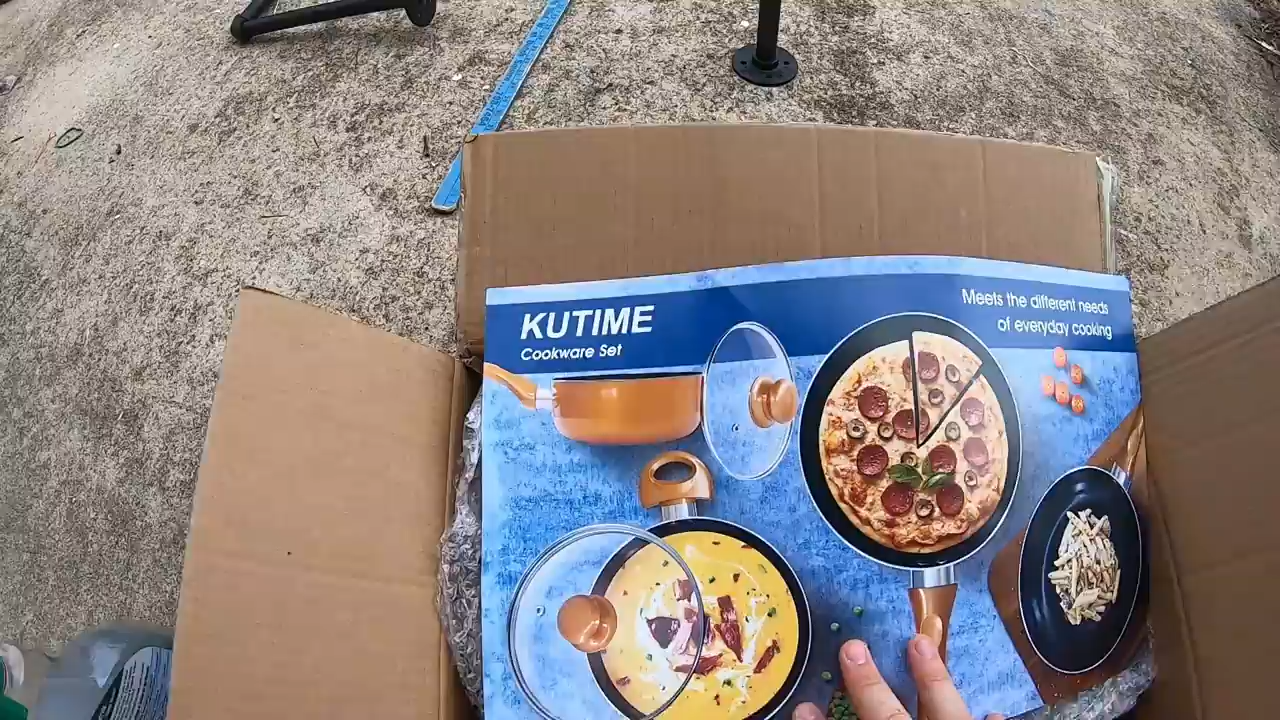 KUTIME
Cookware Set
Meets the different needs
of everyday cooking